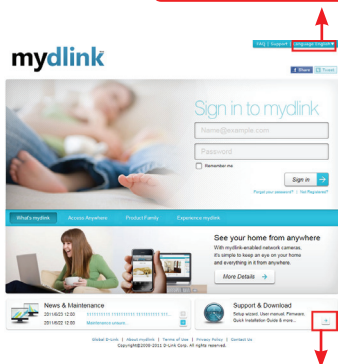 FAQ | Support | Language English
mydlink
Share Tweet
Sign in to mydlink
Name@example.com
Password
Remember me
Sign in
Forgot your password? | Not Registered?
What's mydlink Access Anywhere Product Family Experience mydlink
See your home from anywhere
With mydlink-enabled network cameras,
it's simple to keep an eye on your home
and everything in it from anywhere.
More Details
News & Maintenance
2011/6/23 12:00
2011/6/22 12:00 Maintenance announ...
Support & Download
Setup wizard, User manual, Firmware,
Quick Installation Guide & more...
Global D-Link | About mydlink | Terms of Use | Privacy Policy | Contact Us
Copyright©2009-2012 D-Link Corp. All rights reserved.